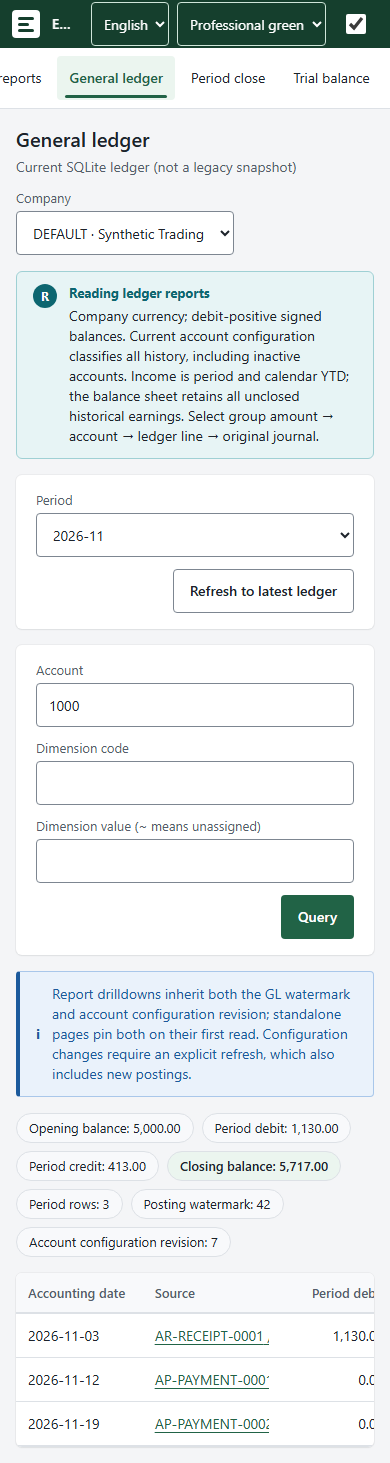 E...
English
Professional green
reports
General ledger
Period close
Trial balance
General ledger
Current SQLite ledger (not a legacy snapshot)
Company
DEFAULT · Synthetic Trading
R
Reading ledger reports
Company currency; debit-positive signed
balances. Current account configuration
classifies all history, including inactive
accounts. Income is period and calendar YTD;
the balance sheet retains all unclosed
historical earnings. Select group amount →
account → ledger line → original journal.
Period
2026-11
Refresh to latest ledger
Account
1000
Dimension code
Dimension value (~ means unassigned)
Query
i
Report drilldowns inherit both the GL watermark
and account configuration revision; standalone
pages pin both on their first read. Configuration
changes require an explicit refresh, which also
includes new postings.
Opening balance: 5,000.00
Period debit: 1,130.00
Period credit: 413.00
Closing balance: 5,717.00
Period rows: 3
Posting watermark: 42
Account configuration revision: 7
Accounting date Source Period deb
2026-11-03 AR-RECEIPT-0001 1,130.0
2026-11-12 AP-PAYMENT-0001 0.0
2026-11-19 AP-PAYMENT-0002 0.0